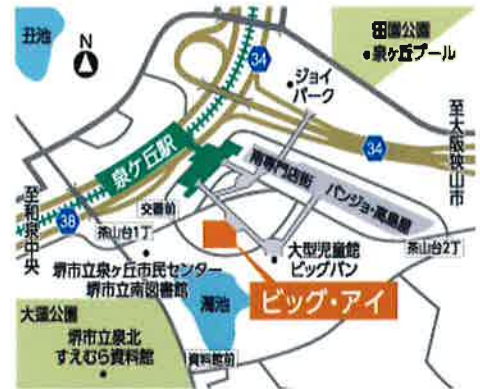 丑池
N
34
田園公園
泉ヶ丘プール
ジョイ
パーク
34
至大阪狭山市
泉ケ丘駅
南専門店街
パンジョ・高島屋
至和泉中央
38
交番前
茶山台1丁
茶山台2丁
大型児童館
ビッグバン
堺市立泉ヶ丘市民センター
堺市立南図書館
濁池
ビッグ・アイ
大蓮公園
堺市立泉北
すえむら資料館
資料館前